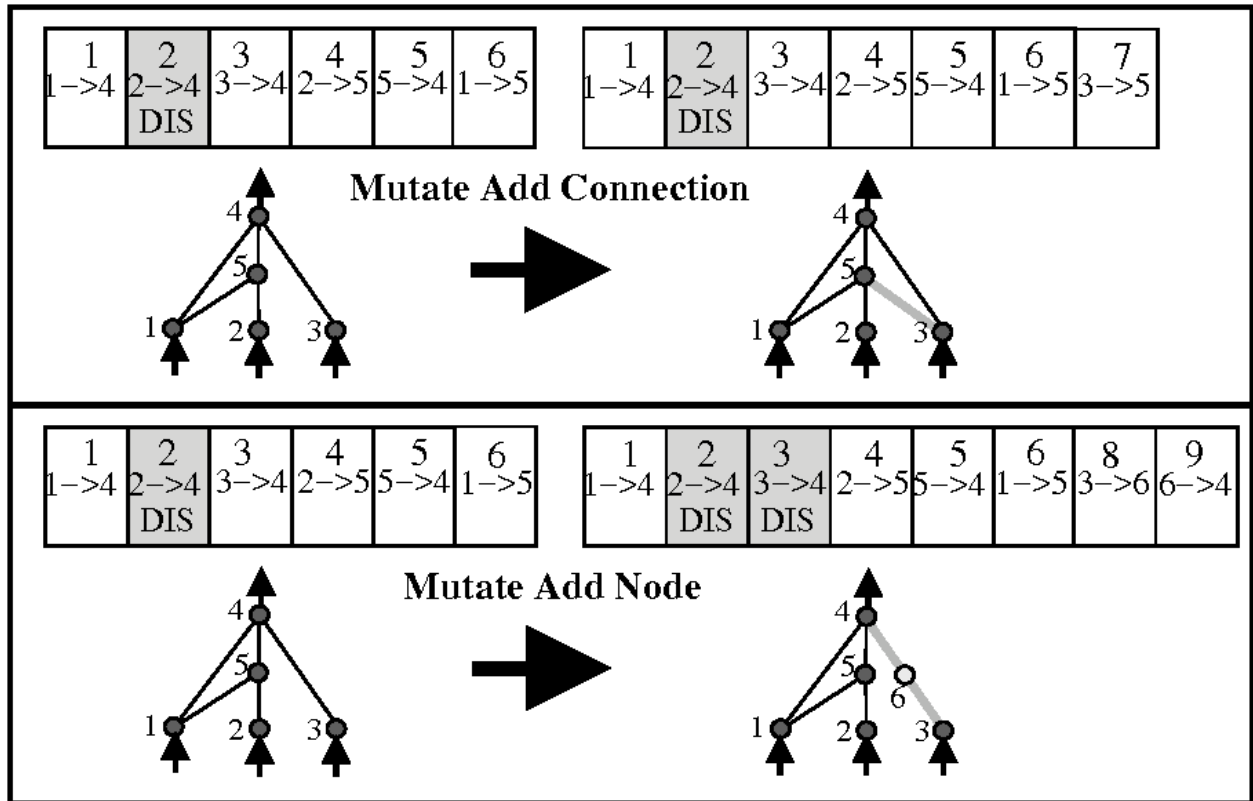 1 2 3 4 5 6
1->4 2->4 3->4 2->5 5->4 1->5
DIS
1 2 3 4 5 6 7
1->4 2->4 3->4 2->5 5->4 1->5 3->5
DIS
Mutate Add Connection
4
5
1 2 3
4
5
1 2 3
1 2 3 4 5 6
1->4 2->4 3->4 2->5 5->4 1->5
DIS
1 2 3 4 5 6 8 9
1->4 2->4 3->4 2->5 5->4 1->5 3->6 6->4
DIS DIS
Mutate Add Node
4
5
1 2 3
4
5 6
1 2 3